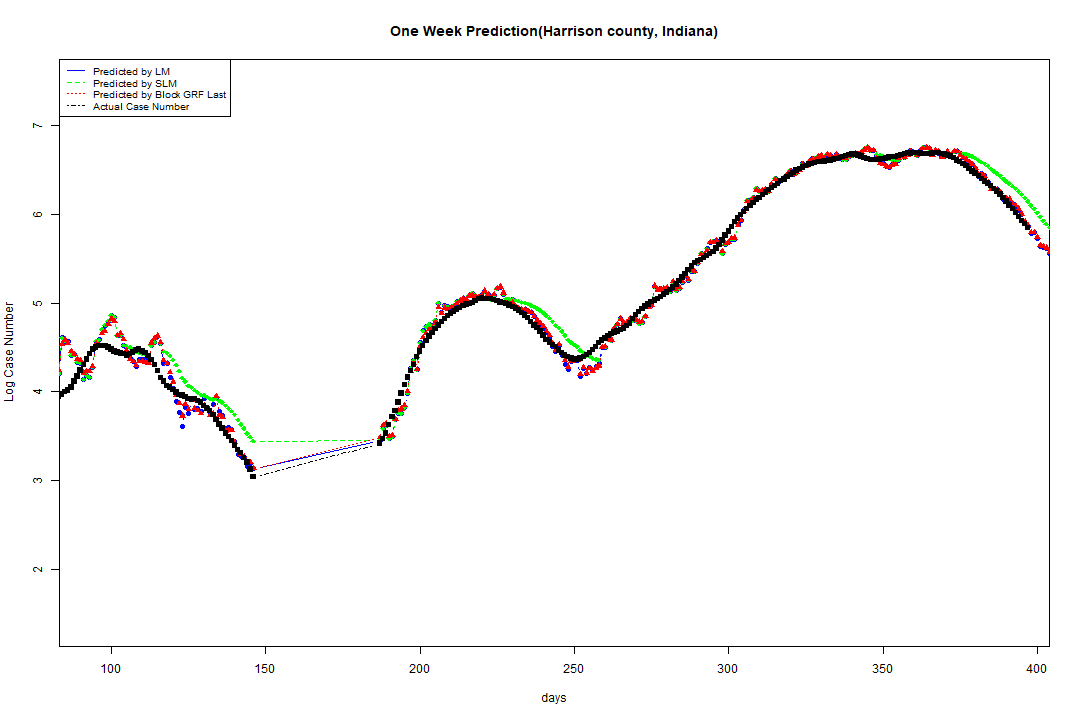 One Week Prediction(Harrison county, Indiana)
Predicted by LM
Predicted by SLM
Predicted by Block GRF Last
Actual Case Number
7
6
5
4
3
2
Log Case Number
100 150 200 250 300 350 400
days